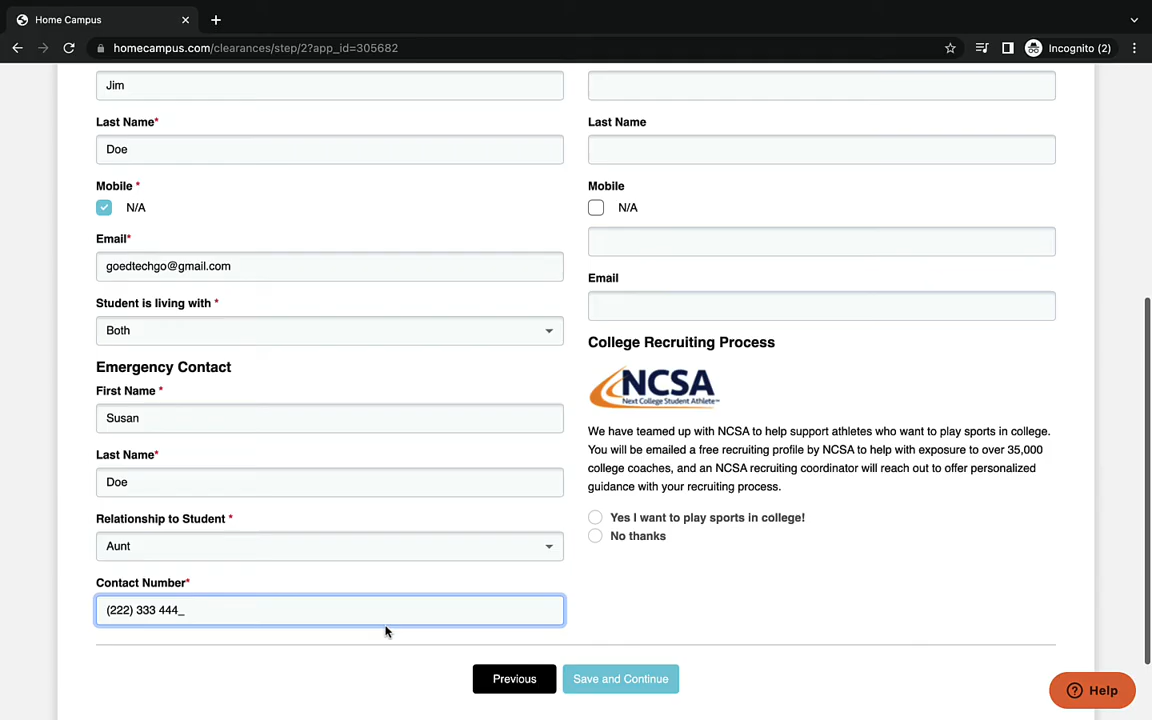 Home Campus
homecampus.com/clearances/step/2?app_id=305682
Incognito (2)
Jim
Last Name*
Doe
Mobile *
N/A
Email*
goedtechgo@gmail.com
Student is living with *
Both
Emergency Contact
First Name *
Susan
Last Name*
Doe
Relationship to Student *
Aunt
Contact Number*
(222) 333 444_
Last Name
Mobile
N/A
Email
College Recruiting Process
NCSA
Next College Student Athlete™
We have teamed up with NCSA to help support athletes who want to play sports in college.
You will be emailed a free recruiting profile by NCSA to help with exposure to over 35,000
college coaches, and an NCSA recruiting coordinator will reach out to offer personalized
guidance with your recruiting process.
Yes I want to play sports in college!
No thanks
Previous
Save and Continue
Help